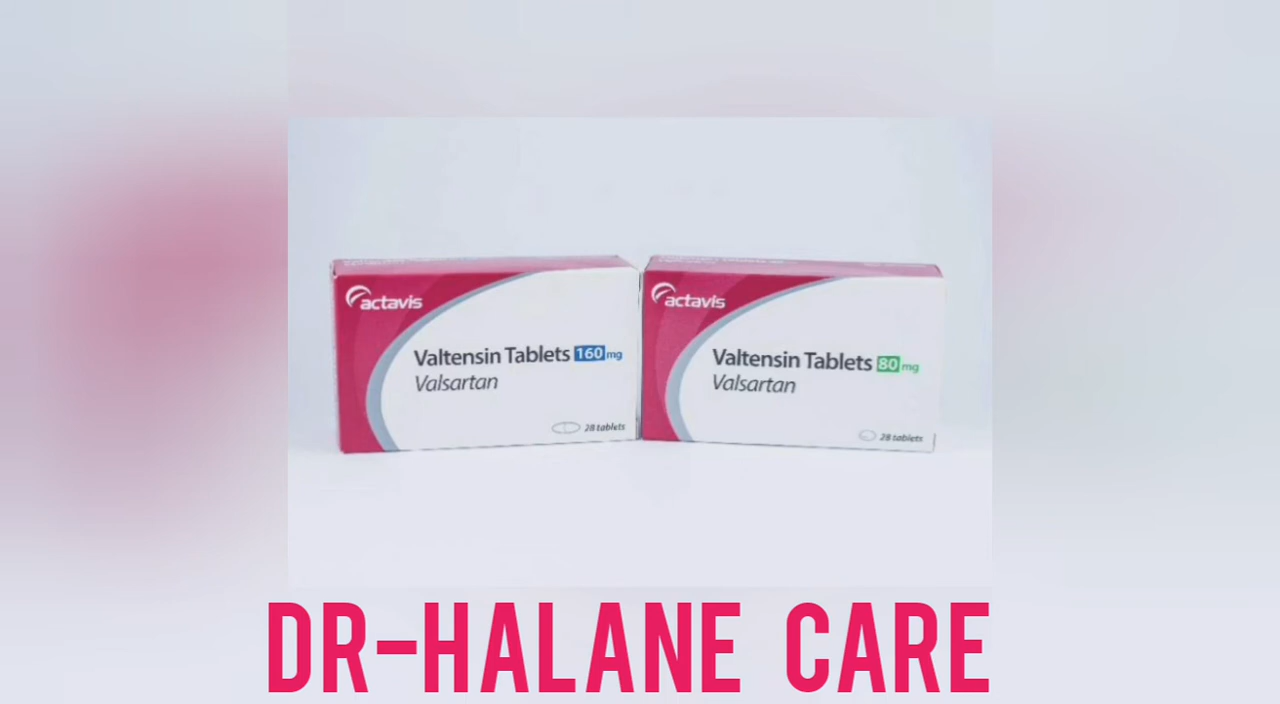 actavis
Valtensin Tablets 160 mg
Valsartan
28 tablets
actavis
Valtensin Tablets 80 mg
Valsartan
28 tablets
DR-HALANE CARE